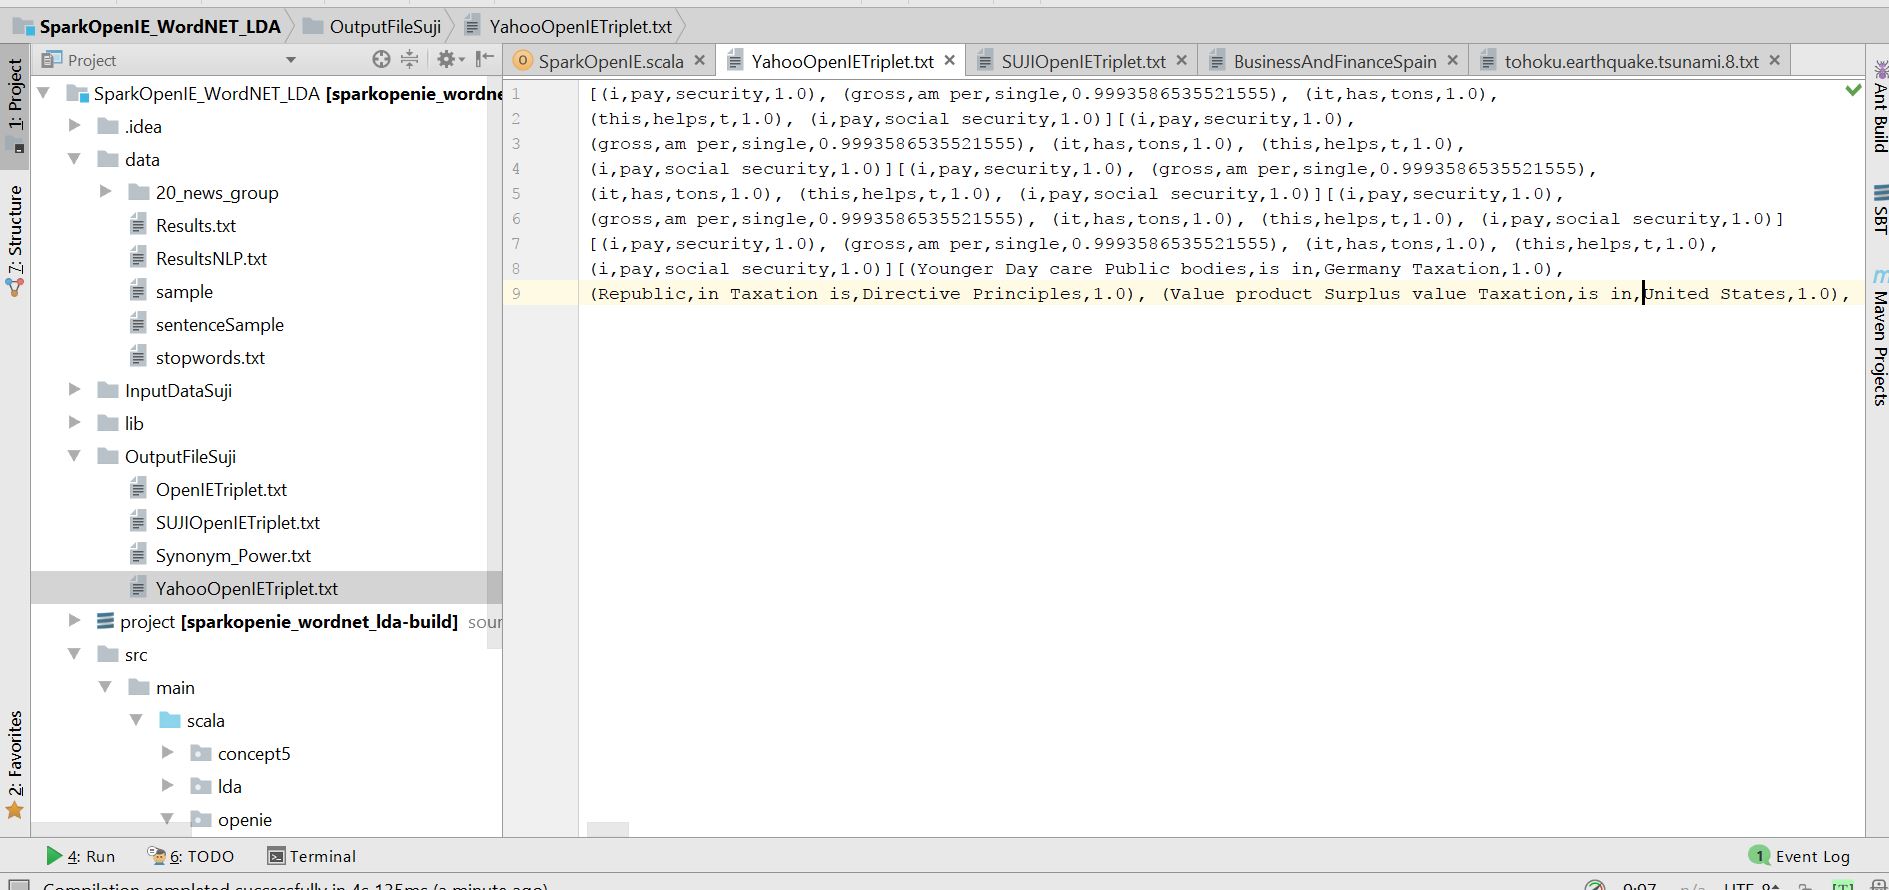 SparkOpenIE_WordNET_LDA OutputFileSuji YahooOpenIETriplet.txt
Project
SparkOpenIE.scala YahooOpenIETriplet.txt SUJIOpenIETriplet.txt BusinessAndFinanceSpain tohoku.earthquake.tsunami.8.txt
1: Project
7: Structure
2: Favorites
SparkOpenIE_WordNET_LDA [sparkopenie_wordne
.idea
data
20_news_group
Results.txt
ResultsNLP.txt
sample
sentenceSample
stopwords.txt
InputDataSuji
lib
OutputFileSuji
OpenIETriplet.txt
SUJIOpenIETriplet.txt
Synonym_Power.txt
YahooOpenIETriplet.txt
project [sparkopenie_wordnet_lda-build] sour
src
main
scala
concept5
lda
openie
1 [(i,pay,security,1.0), (gross,am per,single,0.9993586535521555), (it,has,tons,1.0),
2 (this,helps,t,1.0), (i,pay,social security,1.0)][(i,pay,security,1.0),
3 (gross,am per,single,0.9993586535521555), (it,has,tons,1.0), (this,helps,t,1.0),
4 (i,pay,social security,1.0)][(i,pay,security,1.0), (gross,am per,single,0.9993586535521555),
5 (it,has,tons,1.0), (this,helps,t,1.0), (i,pay,social security,1.0)][(i,pay,security,1.0),
6 (gross,am per,single,0.9993586535521555), (it,has,tons,1.0), (this,helps,t,1.0), (i,pay,social security,1.0)]
7 [(i,pay,security,1.0), (gross,am per,single,0.9993586535521555), (it,has,tons,1.0), (this,helps,t,1.0),
8 (i,pay,social security,1.0)][(Younger Day care Public bodies,is in,Germany Taxation,1.0),
9 (Republic,in Taxation is,Directive Principles,1.0), (Value product Surplus value Taxation,is in,United States,1.0),
Ant Build
SBT
m
Maven Projects
4: Run 6: TODO Terminal 1 Event Log
Compilation completed successfully in 4s 135ms (a minute ago) 9:97 n/a UTF-8 [T]